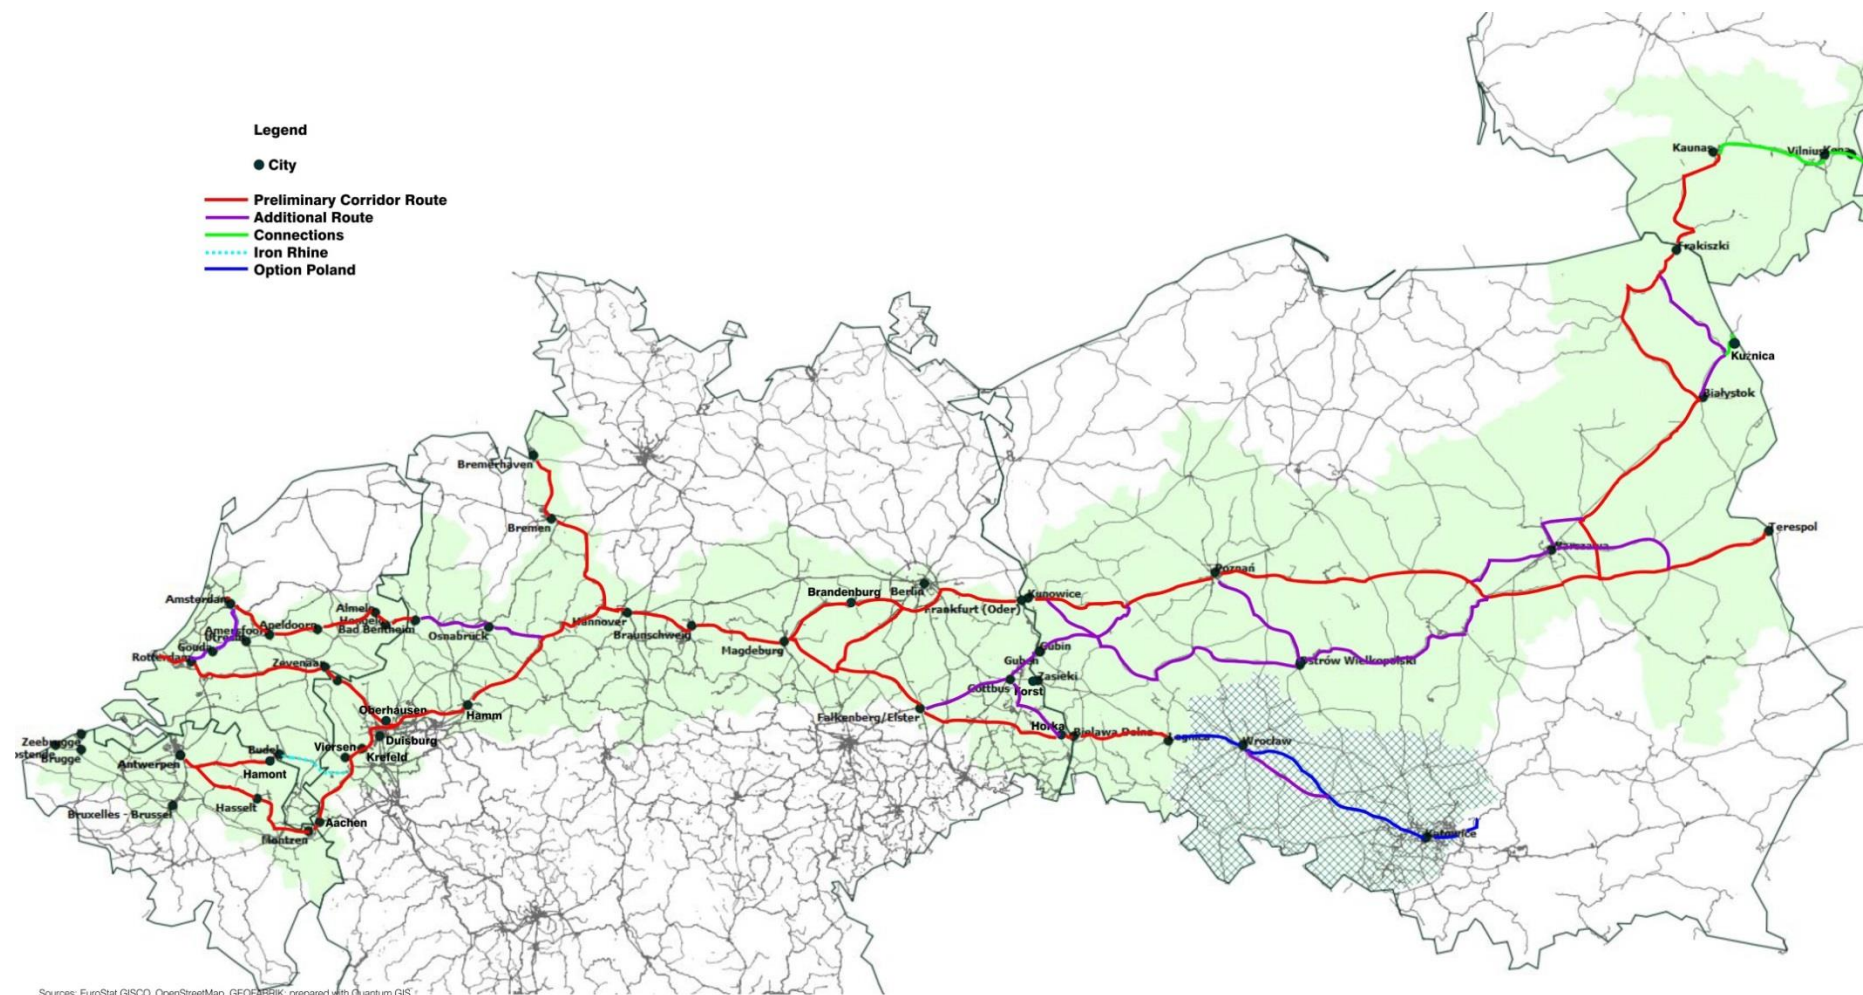 Legend
City
Preliminary Corridor Route
Additional Route
Connections
Iron Rhine
Option Poland
Kaunas
Vilnius
Trakiszki
Kuźnica
Białystok
Terespol
Warszawa
Bremerhaven
Bremen
Amsterdam
Almelo
Hengelo
Apeldoorn
Amersfoort
Utrecht
Bad Bentheim
Osnabrück
Gouda
Rotterdam
Zevenaar
Hannover
Braunschweig
Magdeburg
Brandenburg
Berlin
Frankfurt (Oder)
Kunowice
Poznań
Gubin
Guben
Zasieki
Cottbus
Forst
Ostrów Wielkopolski
Oberhausen
Hamm
Duisburg
Falkenberg/Elster
Horka
Bielawa Dolna
Legnica
Wrocław
Katowice
Zeebrugge
Brugge
Antwerpen
Budel
Hamont
Viersen
Krefeld
Hasselt
Bruxelles - Brussel
Aachen
Montzen
Sources: EuroStat GISCO, OpenStreetMap, GEOFABRIK; prepared with Quantum GIS